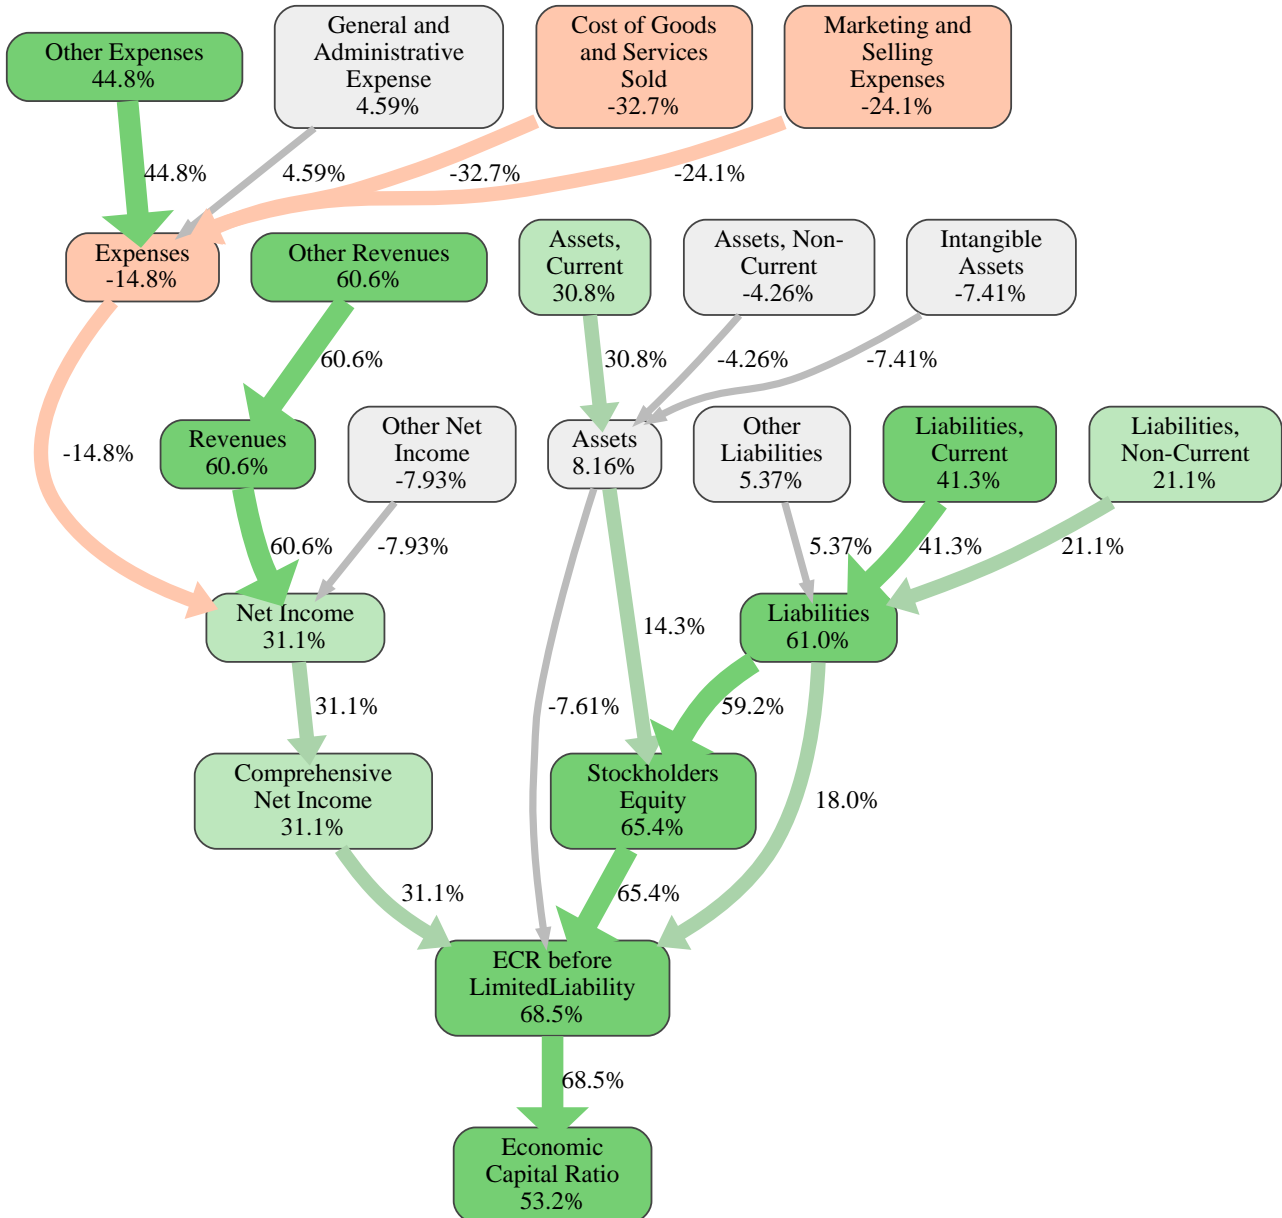 Other Expenses
44.8%
General and
Administrative
Expense
4.59%
Cost of Goods
and Services
Sold
-32.7%
Marketing and
Selling
Expenses
-24.1%
44.8%
4.59%
-32.7%
-24.1%
Expenses
-14.8%
Other Revenues
60.6%
Assets,
Current
30.8%
Assets, Non-
Current
-4.26%
Intangible
Assets
-7.41%
60.6%
30.8%
-4.26%
-7.41%
-14.8%
Revenues
60.6%
Other Net
Income
-7.93%
Assets
8.16%
Other
Liabilities
5.37%
Liabilities,
Current
41.3%
Liabilities,
Non-Current
21.1%
60.6%
-7.93%
5.37%
41.3%
21.1%
Net Income
31.1%
14.3%
Liabilities
61.0%
31.1%
-7.61%
59.2%
Comprehensive
Net Income
31.1%
Stockholders
Equity
65.4%
18.0%
31.1%
65.4%
ECR before
LimitedLiability
68.5%
68.5%
Economic
Capital Ratio
53.2%